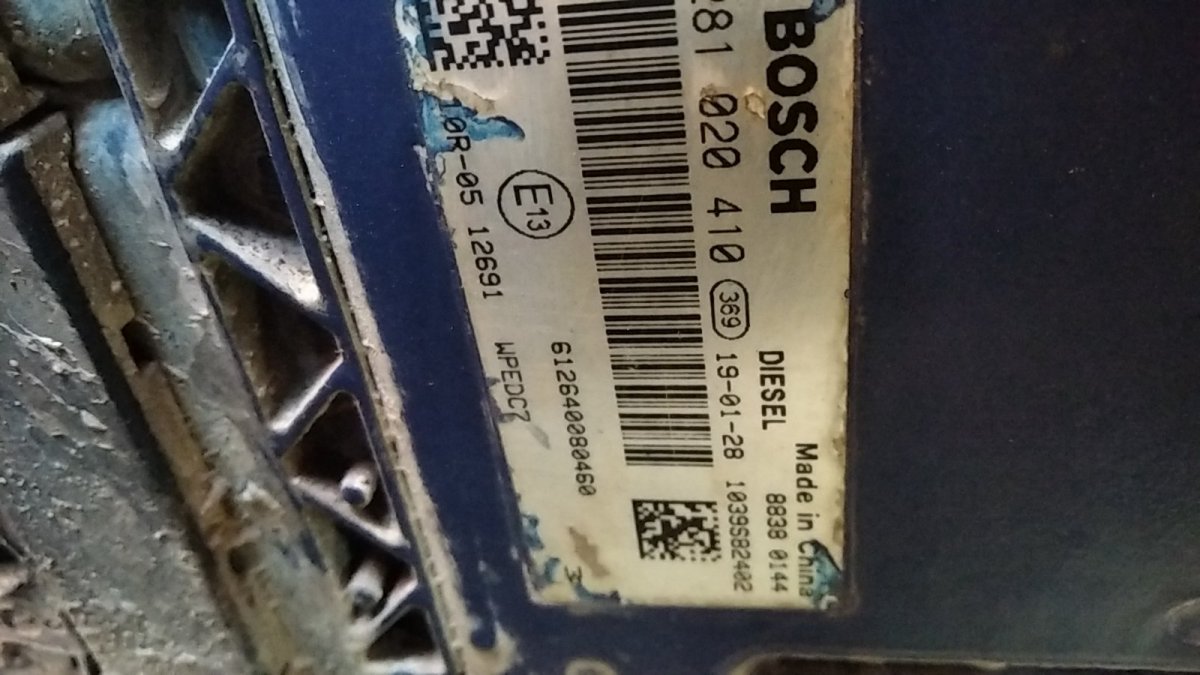 BOSCH
281 020 410
DIESEL
Made in China
369
19-01-28
8838 0144
1039S82402
E13
612640080460
0R-05 12691
WPEDC7